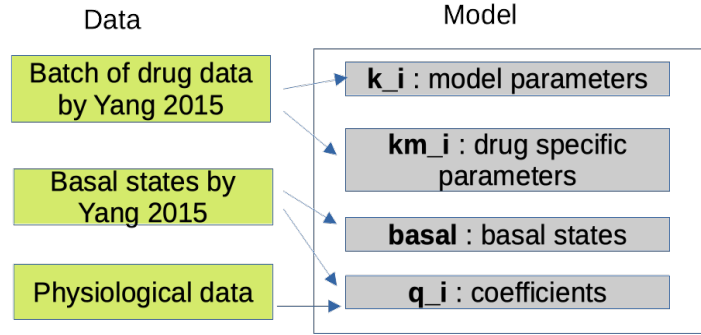 Data
Model
Batch of drug data
by Yang 2015
k_i : model parameters
km_i : drug specific
parameters
Basal states by
Yang 2015
basal : basal states
Physiological data
q_i : coefficients